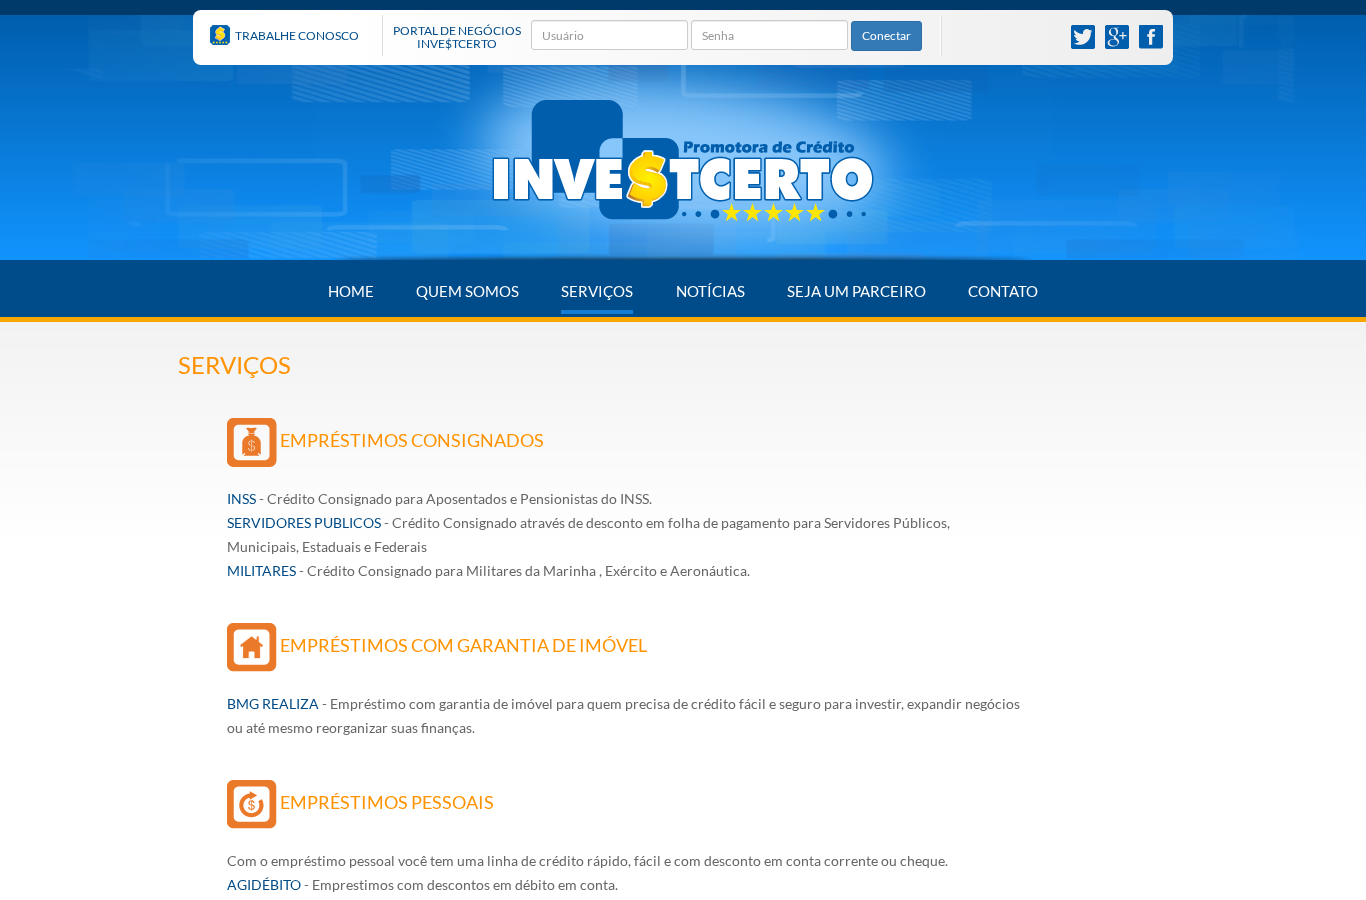 TRABALHE CONOSCO
PORTAL DE NEGÓCIOS
INVE$TCERTO
Usuário
Senha
Conectar
Promotora de Crédito
INVE$TCERTO
HOME
QUEM SOMOS
SERVIÇOS
NOTÍCIAS
SEJA UM PARCEIRO
CONTATO
SERVIÇOS
EMPRÉSTIMOS CONSIGNADOS
INSS - Crédito Consignado para Aposentados e Pensionistas do INSS.
SERVIDORES PUBLICOS - Crédito Consignado através de desconto em folha de pagamento para Servidores Públicos,
Municipais, Estaduais e Federais
MILITARES - Crédito Consignado para Militares da Marinha , Exército e Aeronáutica.
EMPRÉSTIMOS COM GARANTIA DE IMÓVEL
BMG REALIZA - Empréstimo com garantia de imóvel para quem precisa de crédito fácil e seguro para investir, expandir negócios
ou até mesmo reorganizar suas finanças.
EMPRÉSTIMOS PESSOAIS
Com o empréstimo pessoal você tem uma linha de crédito rápido, fácil e com desconto em conta corrente ou cheque.
AGIDÉBITO - Emprestimos com descontos em débito em conta.